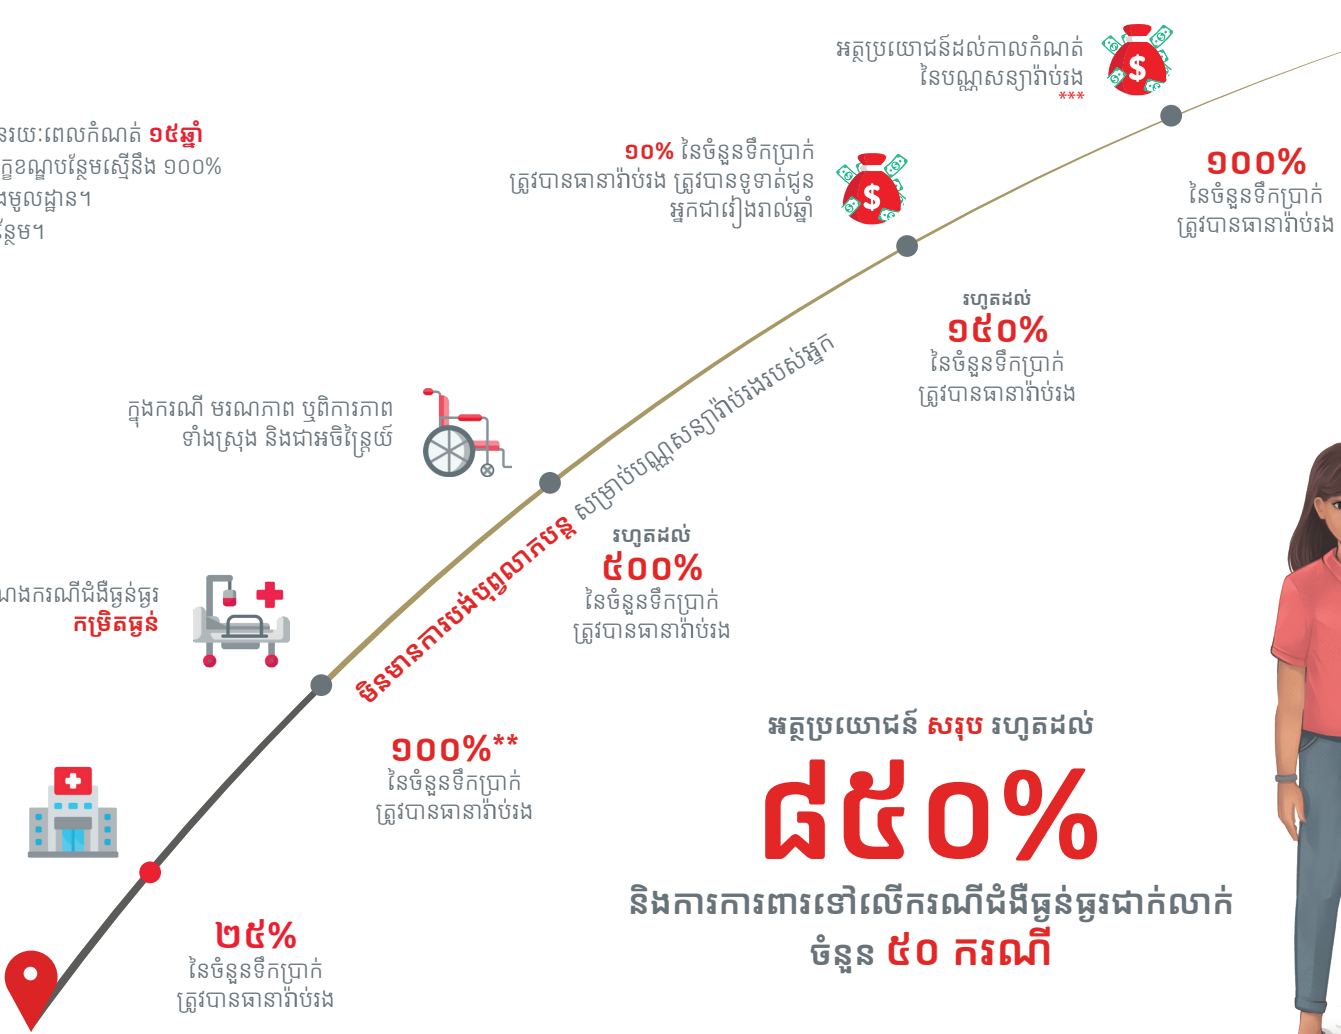 អត្ថប្រយោជន៍ដល់កាលកំណត់
នៃបណ្ណសន្យារ៉ាប់រង
***
រយៈពេលកំណត់ ១៥ឆ្នាំ
បន្ថែមស្មើនឹង ១០០%
មូលដ្ឋាន។
១០% នៃចំនួនទឹកប្រាក់
ត្រូវបានធានារ៉ាប់រង ត្រូវបានទូទាត់ជូន
អ្នកជារៀងរាល់ឆ្នាំ
១០០%
នៃចំនួនទឹកប្រាក់
ត្រូវបានធានារ៉ាប់រង
រហូតដល់
១៥០%
នៃចំនួនទឹកប្រាក់
ត្រូវបានធានារ៉ាប់រង
ក្នុងករណី មរណភាព ឬពិការភាព
ទាំងស្រុង និងជាអចិន្ត្រៃយ៍
មិនមានការបង់បុព្វលាភបន្ត សម្រាប់បណ្ណសន្យារ៉ាប់រងរបស់អ្នក
រហូតដល់
៥០០%
នៃចំនួនទឹកប្រាក់
ត្រូវបានធានារ៉ាប់រង
ករណីជំងឺធ្ងន់ធ្ងរ
កម្រិតធ្ងន់
១០០%**
នៃចំនួនទឹកប្រាក់
ត្រូវបានធានារ៉ាប់រង
២៥%
នៃចំនួនទឹកប្រាក់
ត្រូវបានធានារ៉ាប់រង
អត្ថប្រយោជន៍ សរុប រហូតដល់
៨៥០%
និងការការពារទៅលើករណីជំងឺធ្ងន់ធ្ងរជាក់លាក់
ចំនួន ៥០ ករណី